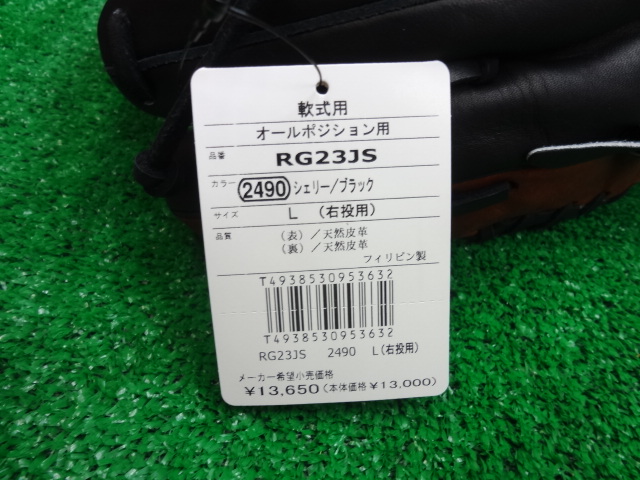 軟式用
オールポジション用
品番 RG23JS
カラー 2490 シェリー/ブラック
サイズ L (右投用)
品質 (表)/天然皮革
(裏)/天然皮革
フィリピン製
T4938530953632
T4938530953632
RG23JS 2490 L(右投用)
メーカー希望小売価格
¥13,650(本体価格¥13,000)